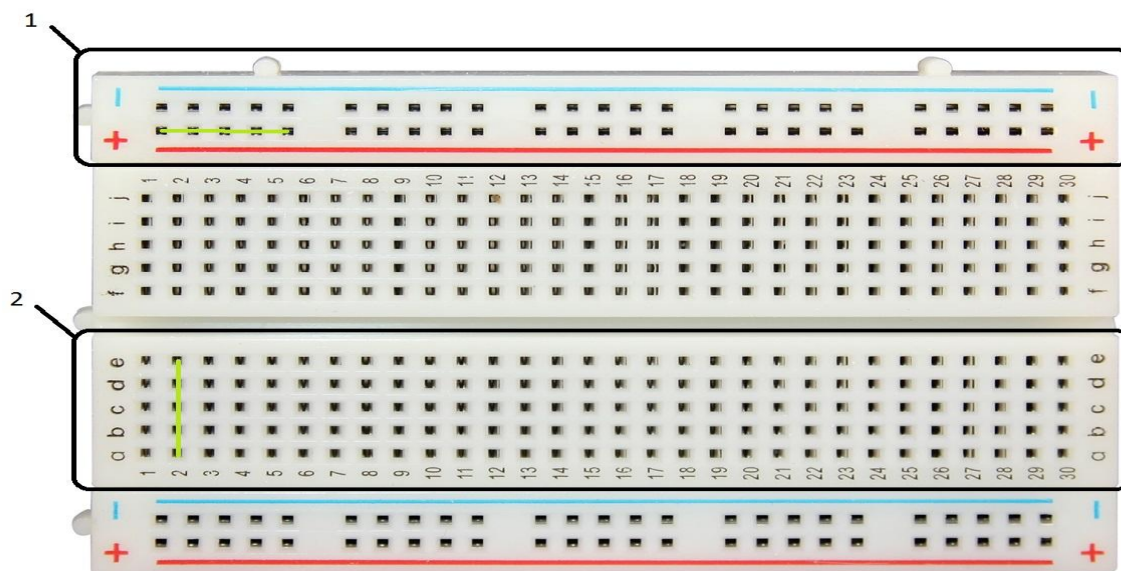 1
- -
+ +
1 2 3 4 5 6 7 8 9 10 11 12 13 14 15 16 17 18 19 20 21 22 23 24 25 26 27 28 29 30
j j
i i
h h
g g
f f
2
e e
d d
c c
b b
a a
1 2 3 4 5 6 7 8 9 10 11 12 13 14 15 16 17 18 19 20 21 22 23 24 25 26 27 28 29 30
- -
+ +